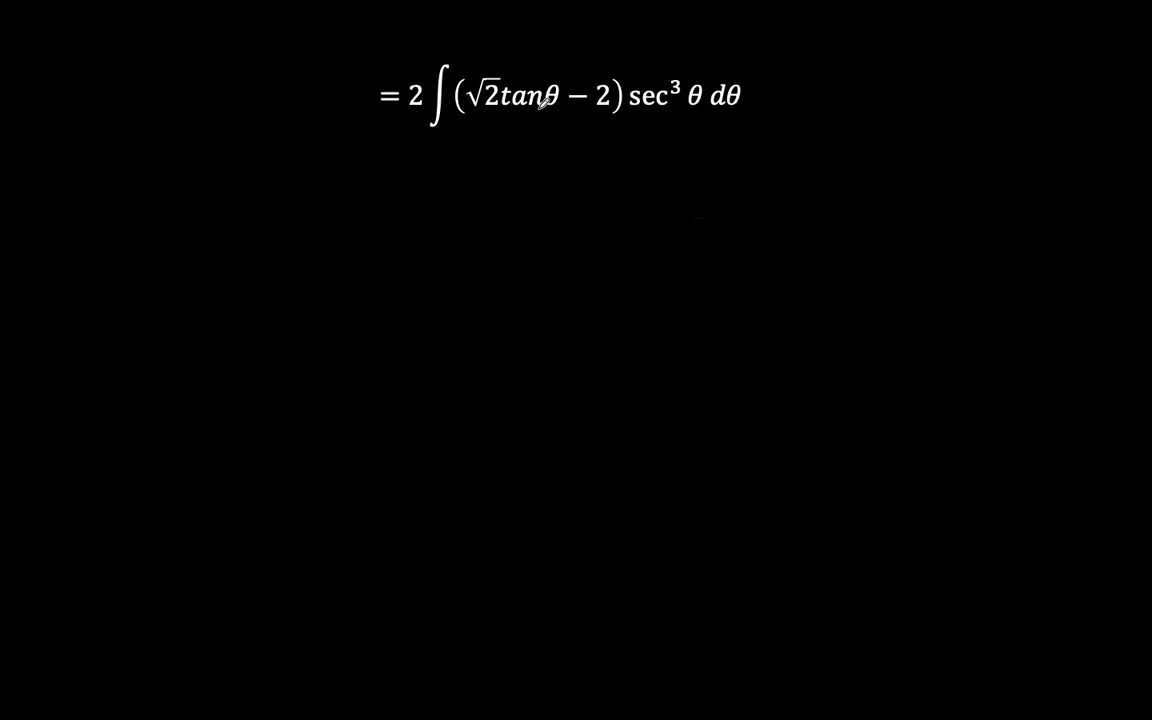 = 2 ∫ (√2tanθ − 2) sec³ θ dθ